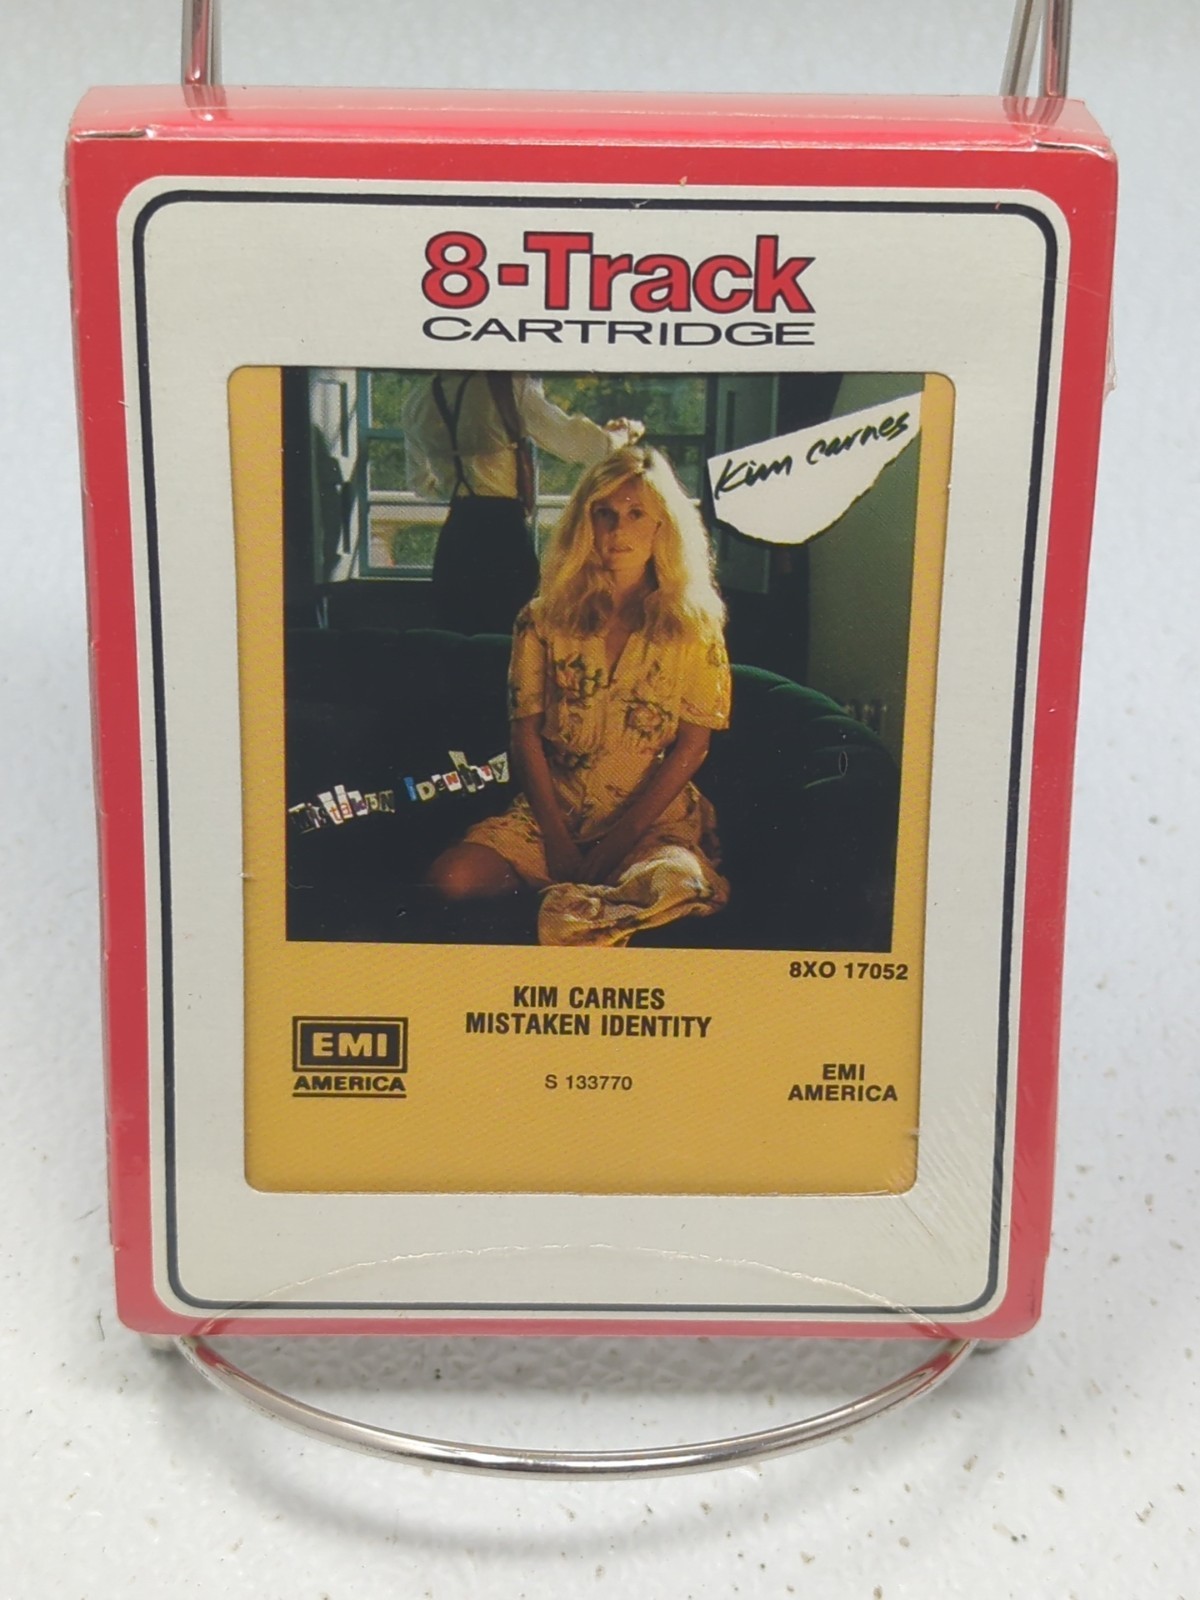 8-Track
CARTRIDGE
Kim Carnes
Mistaken Identity
8XO 17052
KIM CARNES
MISTAKEN IDENTITY
EMI
AMERICA
S 133770
EMI
AMERICA